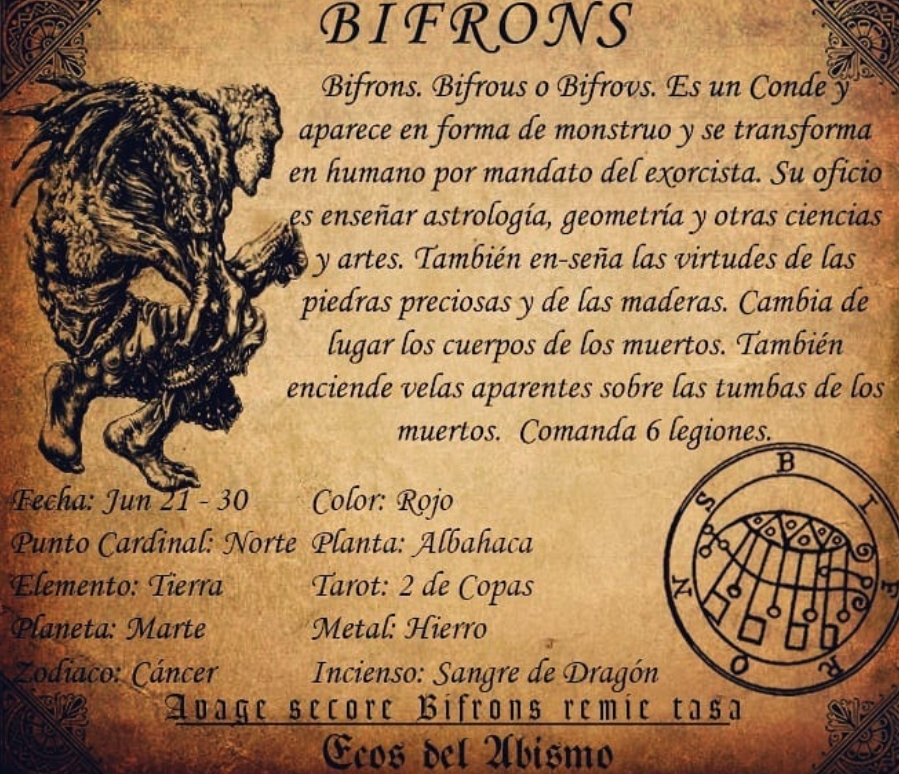 BIFRONS
Bifrons. Bifrous o Bifrovs. Es un Conde y
aparece en forma de monstruo y se transforma
en humano por mandato del exorcista. Su oficio
es enseñar astrología, geometría y otras ciencias
y artes. También en-seña las virtudes de las
piedras preciosas y de las maderas. Cambia de
lugar los cuerpos de los muertos. También
enciende velas aparentes sobre las tumbas de los
muertos. Comanda 6 legiones.
Fecha: Jun 21 - 30
Punto Cardinal: Norte
Elemento: Tierra
Planeta: Marte
Zodiaco: Cáncer
Color: Rojo
Planta: Albahaca
Tarot: 2 de Copas
Metal: Hierro
Incienso: Sangre de Dragón
B I F R O N S
Avage secore Bifrons remie tasa
Ecos del Abismo